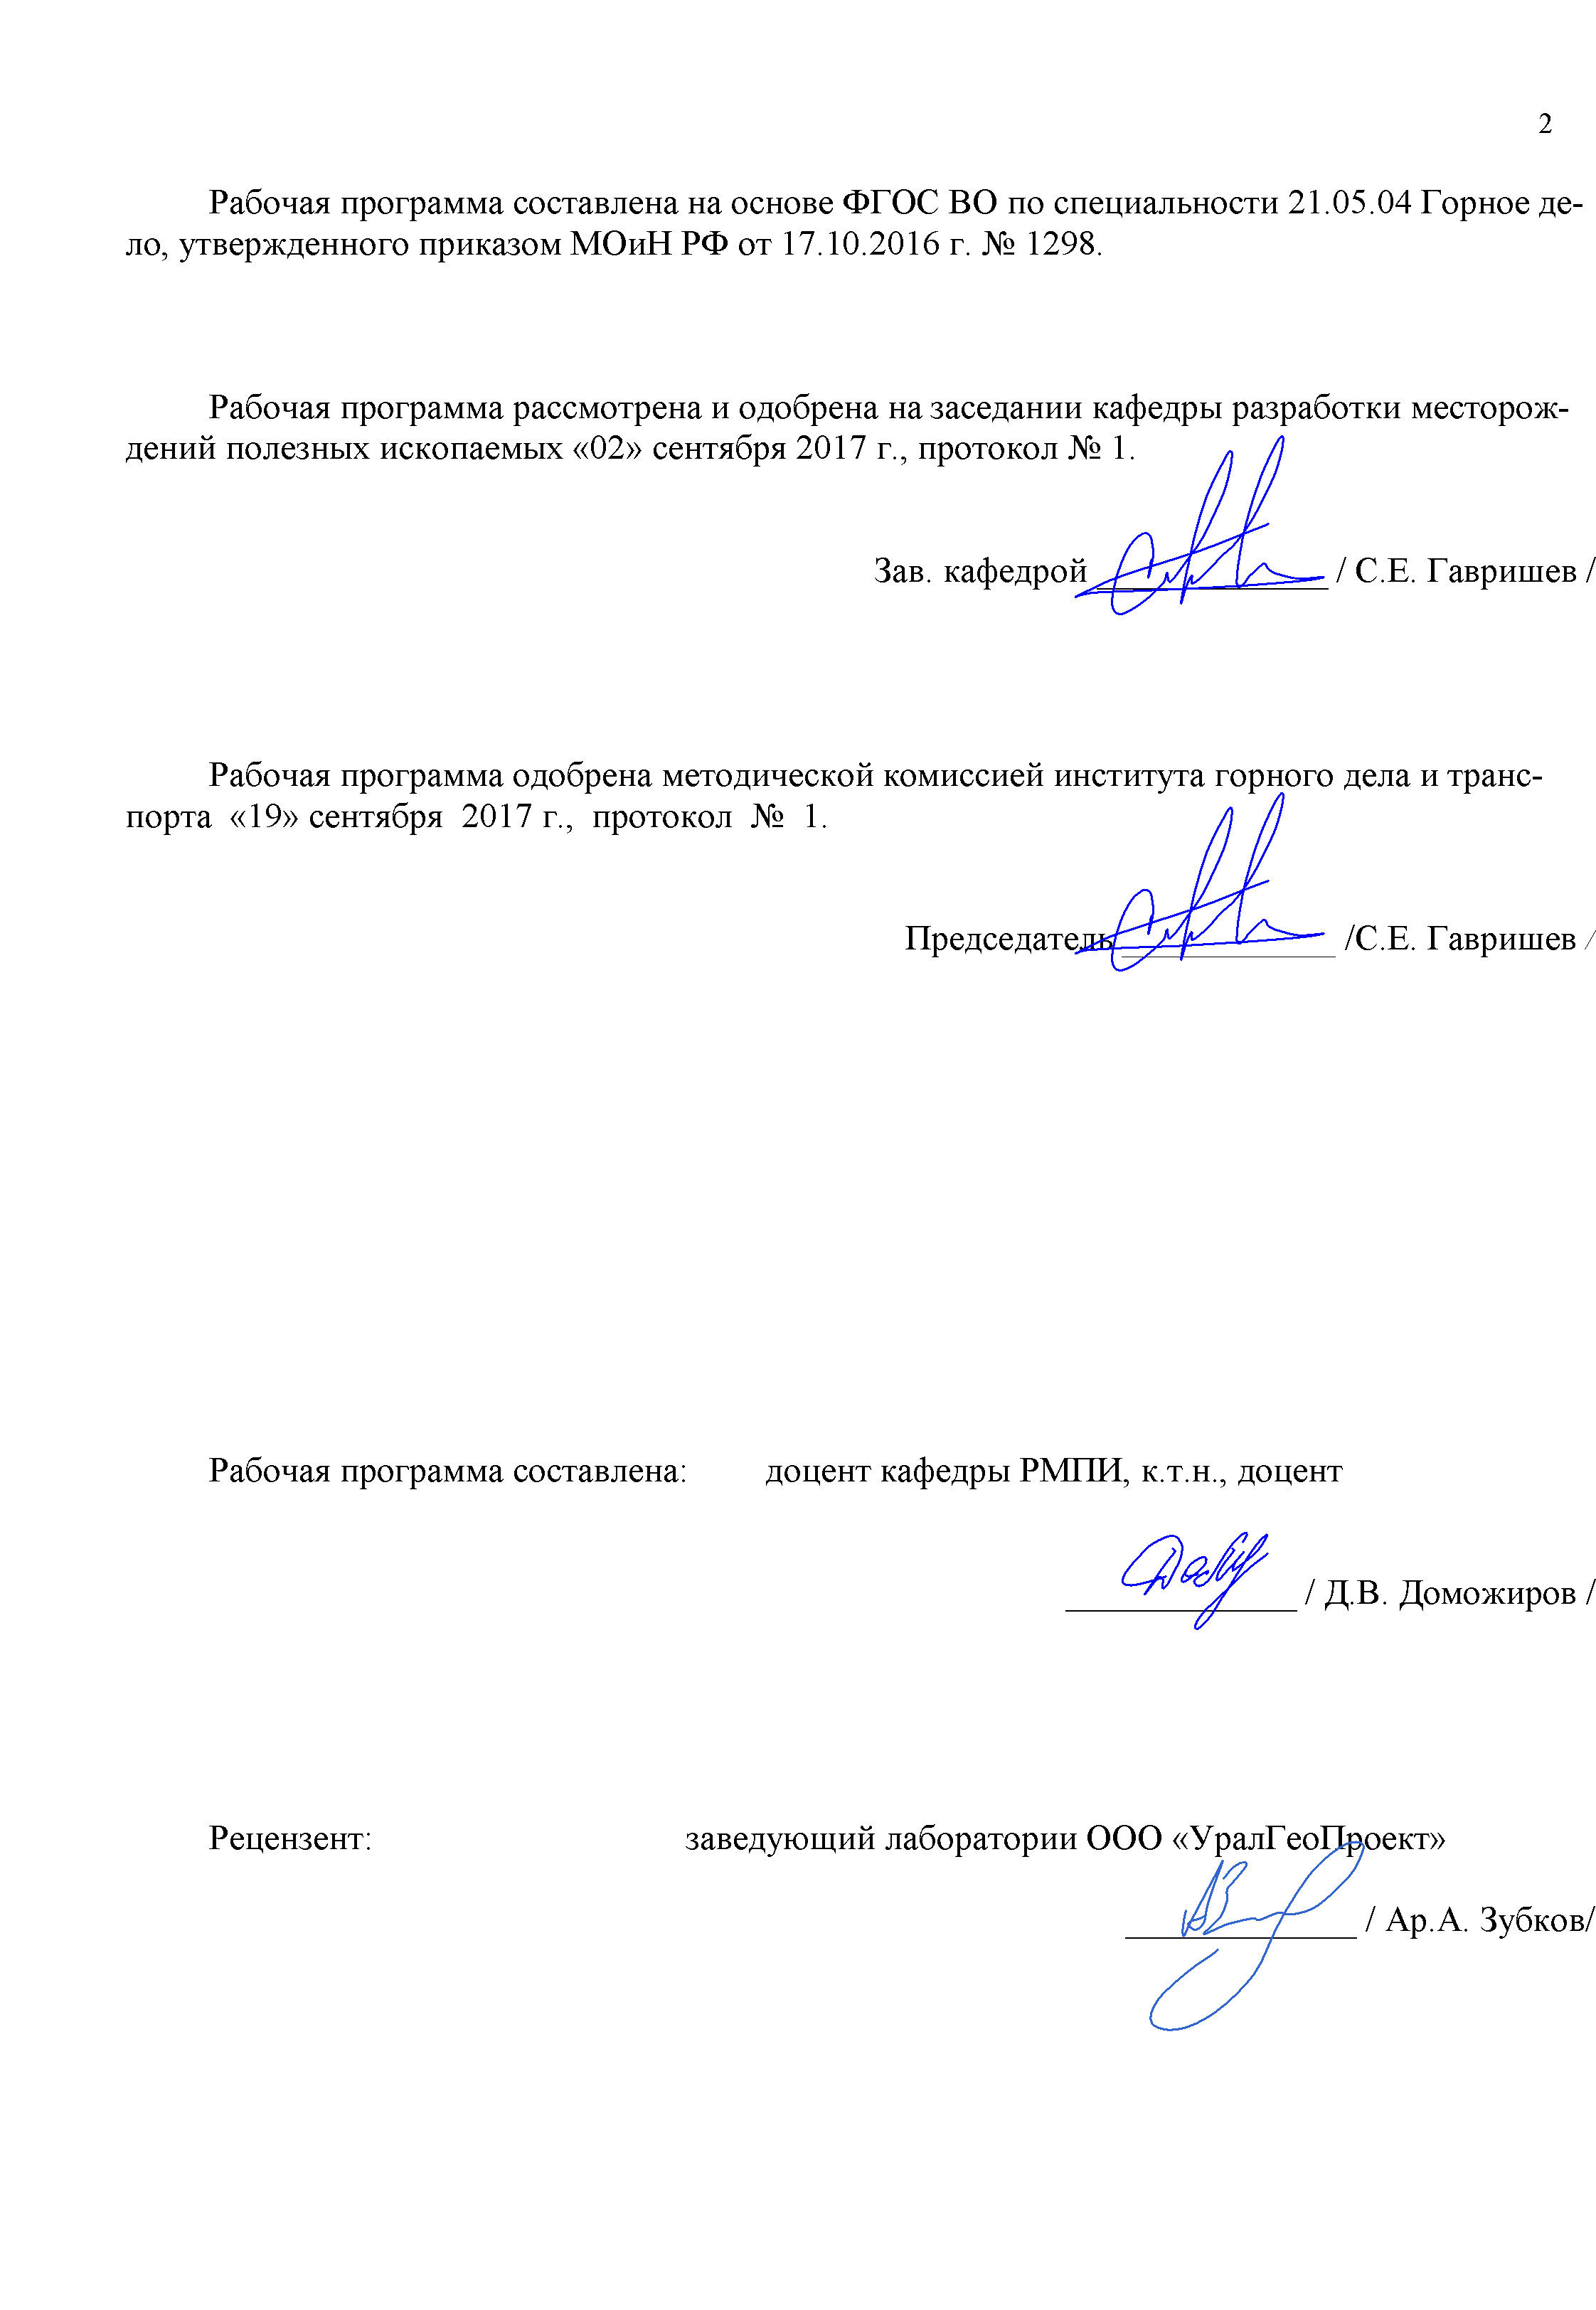 2
Рабочая программа составлена на основе ФГОС ВО по специальности 21.05.04 Горное де-
ло, утвержденного приказом МОиН РФ от 17.10.2016 г. № 1298.
Рабочая программа рассмотрена и одобрена на заседании кафедры разработки месторож-
дений полезных ископаемых «02» сентября 2017 г., протокол № 1.
Зав. кафедрой _____________ / С.Е. Гавришев /
Рабочая программа одобрена методической комиссией института горного дела и транс-
порта «19» сентября 2017 г., протокол № 1.
Председатель ____________ /С.Е. Гавришев /
Рабочая программа составлена: доцент кафедры РМПИ, к.т.н., доцент
_____________ / Д.В. Доможиров /
Рецензент: заведующий лаборатории ООО «УралГеоПроект»
_____________ / Ар.А. Зубков/